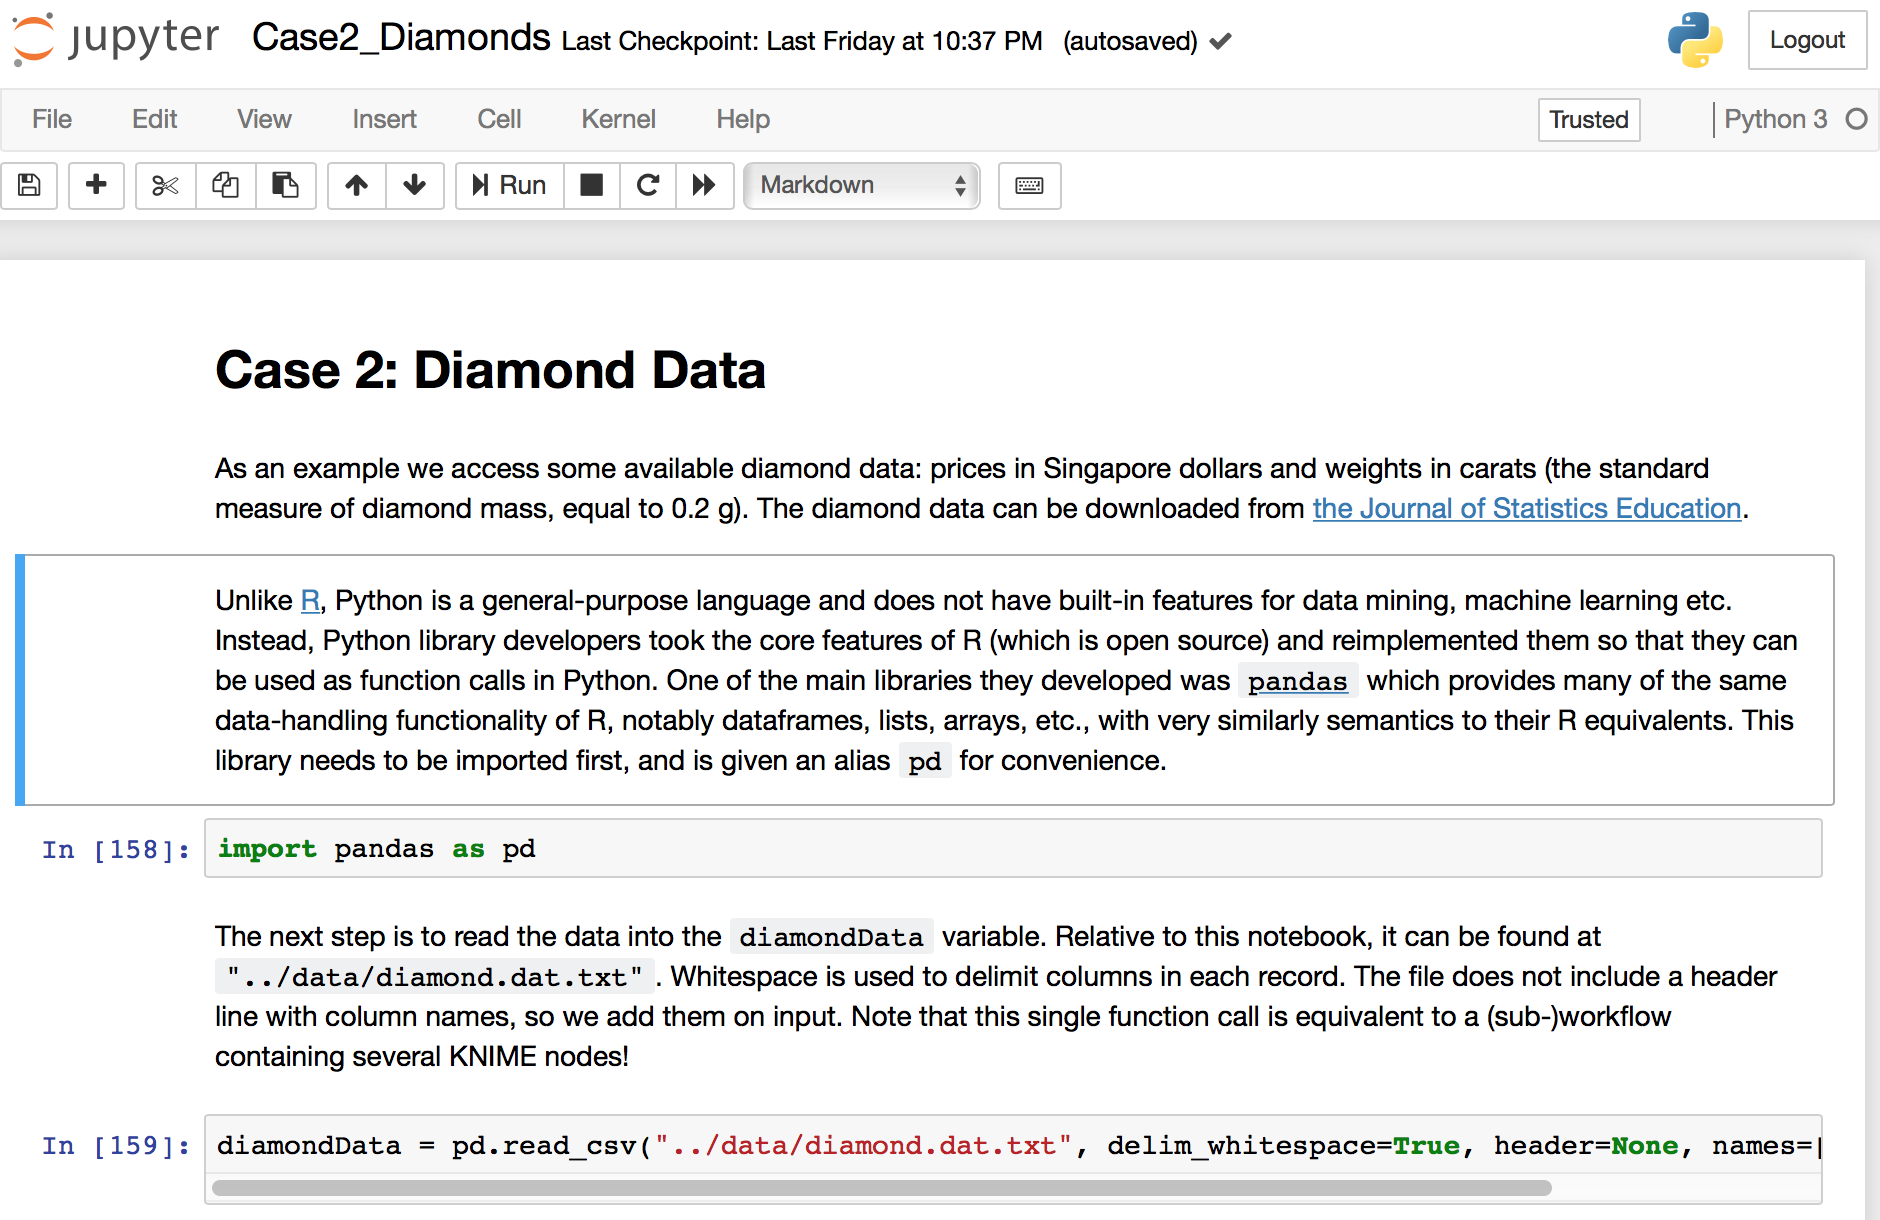 jupyter Case2_Diamonds Last Checkpoint: Last Friday at 10:37 PM (autosaved)
Logout
File Edit View Insert Cell Kernel Help
Trusted
Python 3
Run
Markdown
Case 2: Diamond Data
As an example we access some available diamond data: prices in Singapore dollars and weights in carats (the standard
measure of diamond mass, equal to 0.2 g). The diamond data can be downloaded from the Journal of Statistics Education.
Unlike R, Python is a general-purpose language and does not have built-in features for data mining, machine learning etc.
Instead, Python library developers took the core features of R (which is open source) and reimplemented them so that they can
be used as function calls in Python. One of the main libraries they developed was pandas which provides many of the same
data-handling functionality of R, notably dataframes, lists, arrays, etc., with very similarly semantics to their R equivalents. This
library needs to be imported first, and is given an alias pd for convenience.
In [158]: import pandas as pd
The next step is to read the data into the diamondData variable. Relative to this notebook, it can be found at
"../data/diamond.dat.txt". Whitespace is used to delimit columns in each record. The file does not include a header
line with column names, so we add them on input. Note that this single function call is equivalent to a (sub-)workflow
containing several KNIME nodes!
In [159]: diamondData = pd.read_csv("../data/diamond.dat.txt", delim_whitespace=True, header=None, names=